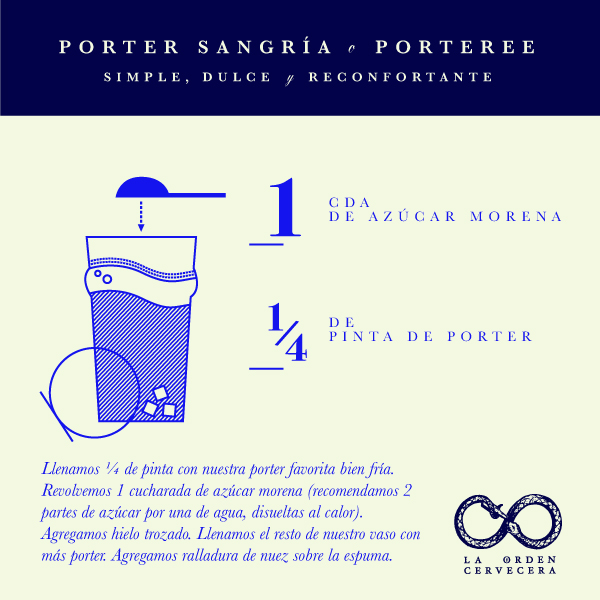 PORTER SANGRÍA o PORTEREE
SIMPLE, DULCE y RECONFORTANTE
1 CDA
DE AZÚCAR MORENA
1/4 DE
PINTA DE PORTER
Llenamos ¼ de pinta con nuestra porter favorita bien fría.
Revolvemos 1 cucharada de azúcar morena (recomendamos 2
partes de azúcar por una de agua, disueltas al calor).
Agregamos hielo trozado. Llenamos el resto de nuestro vaso con
más porter. Agregamos ralladura de nuez sobre la espuma.
LA ORDEN
CERVECERA